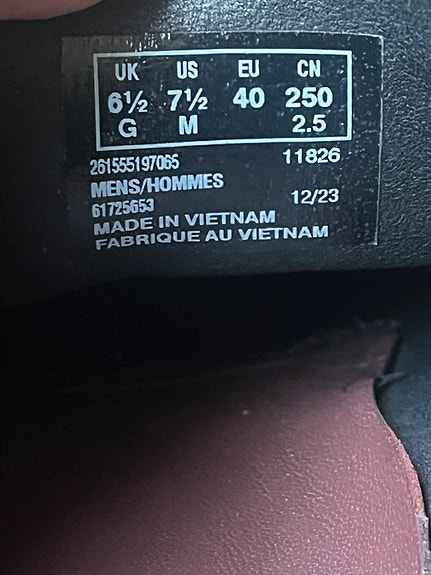 UK US EU CN
6½ 7½ 40 250
G M 2.5
261555197065 11826
MENS/HOMMES
61725653 12/23
MADE IN VIETNAM
FABRIQUE AU VIETNAM